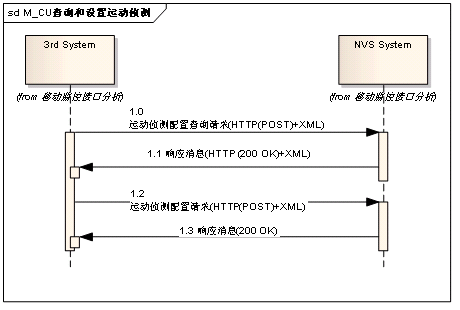 sd M_CU查询和设置运动侦测
3rd System
NVS System
(from 移动监控接口分析)
(from 移动监控接口分析)
1.0
运动侦测配置查询请求(HTTP(POST)+XML)
1.1 响应消息(HTTP(200 OK)+XML)
1.2
运动侦测配置请求(HTTP(POST)+XML)
1.3 响应消息(200 OK)